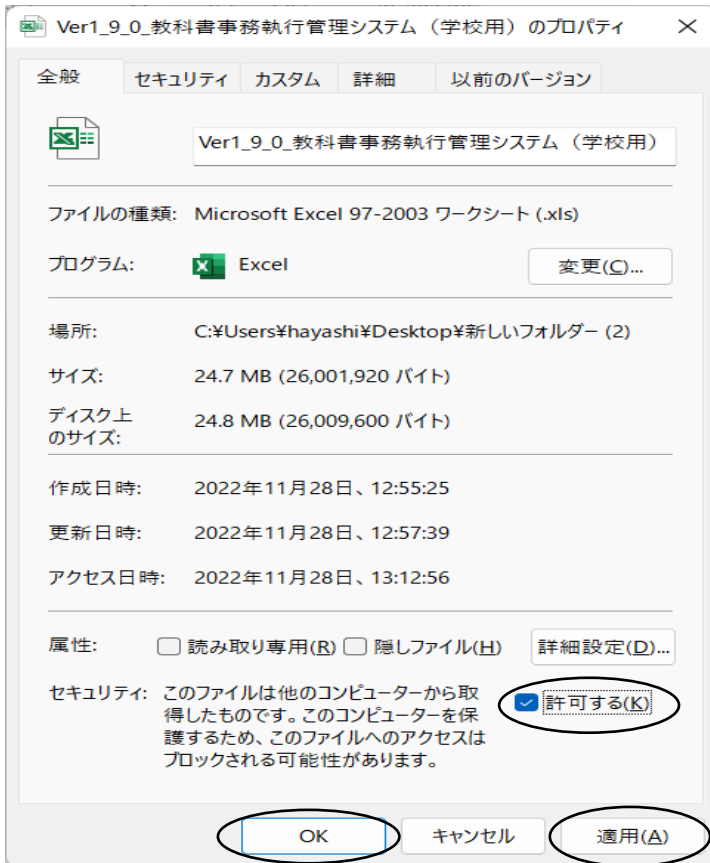 Ver1_9_0_教科書事務執行管理システム（学校用）のプロパティ
全般 セキュリティ カスタム 詳細 以前のバージョン
Ver1_9_0_教科書事務執行管理システム（学校用）
ファイルの種類: Microsoft Excel 97-2003 ワークシート (.xls)
プログラム: Excel 変更(C)...
場所: C:¥Users¥hayashi¥Desktop¥新しいフォルダー (2)
サイズ: 24.7 MB (26,001,920 バイト)
ディスク上
のサイズ: 24.8 MB (26,009,600 バイト)
作成日時: 2022年11月28日、12:55:25
更新日時: 2022年11月28日、12:57:39
アクセス日時: 2022年11月28日、13:12:56
属性: 読み取り専用(R) 隠しファイル(H) 詳細設定(D)...
セキュリティ: このファイルは他のコンピューターから取 許可する(K)
得したものです。このコンピューターを保
護するため、このファイルへのアクセスは
ブロックされる可能性があります。
OK キャンセル 適用(A)